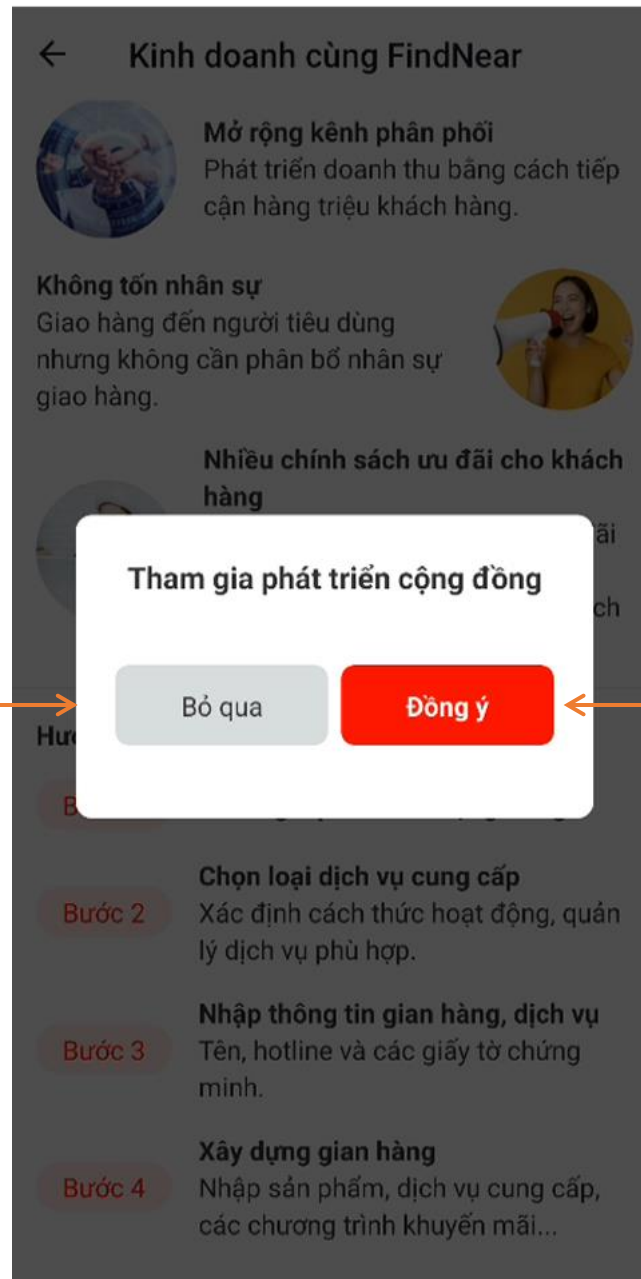 Kinh doanh cùng FindNear
Mở rộng kênh phân phối
Phát triển doanh thu bằng cách tiếp
cận hàng triệu khách hàng.
Không tốn nhân sự
Giao hàng đến người tiêu dùng
nhưng không cần phân bổ nhân sự
giao hàng.
Nhiều chính sách ưu đãi cho khách
hàng
Tham gia phát triển cộng đồng
Bỏ qua
Đồng ý
Bước 2
Chọn loại dịch vụ cung cấp
Xác định cách thức hoạt động, quản
lý dịch vụ phù hợp.
Bước 3
Nhập thông tin gian hàng, dịch vụ
Tên, hotline và các giấy tờ chứng
minh.
Bước 4
Xây dựng gian hàng
Nhập sản phẩm, dịch vụ cung cấp,
các chương trình khuyến mãi...